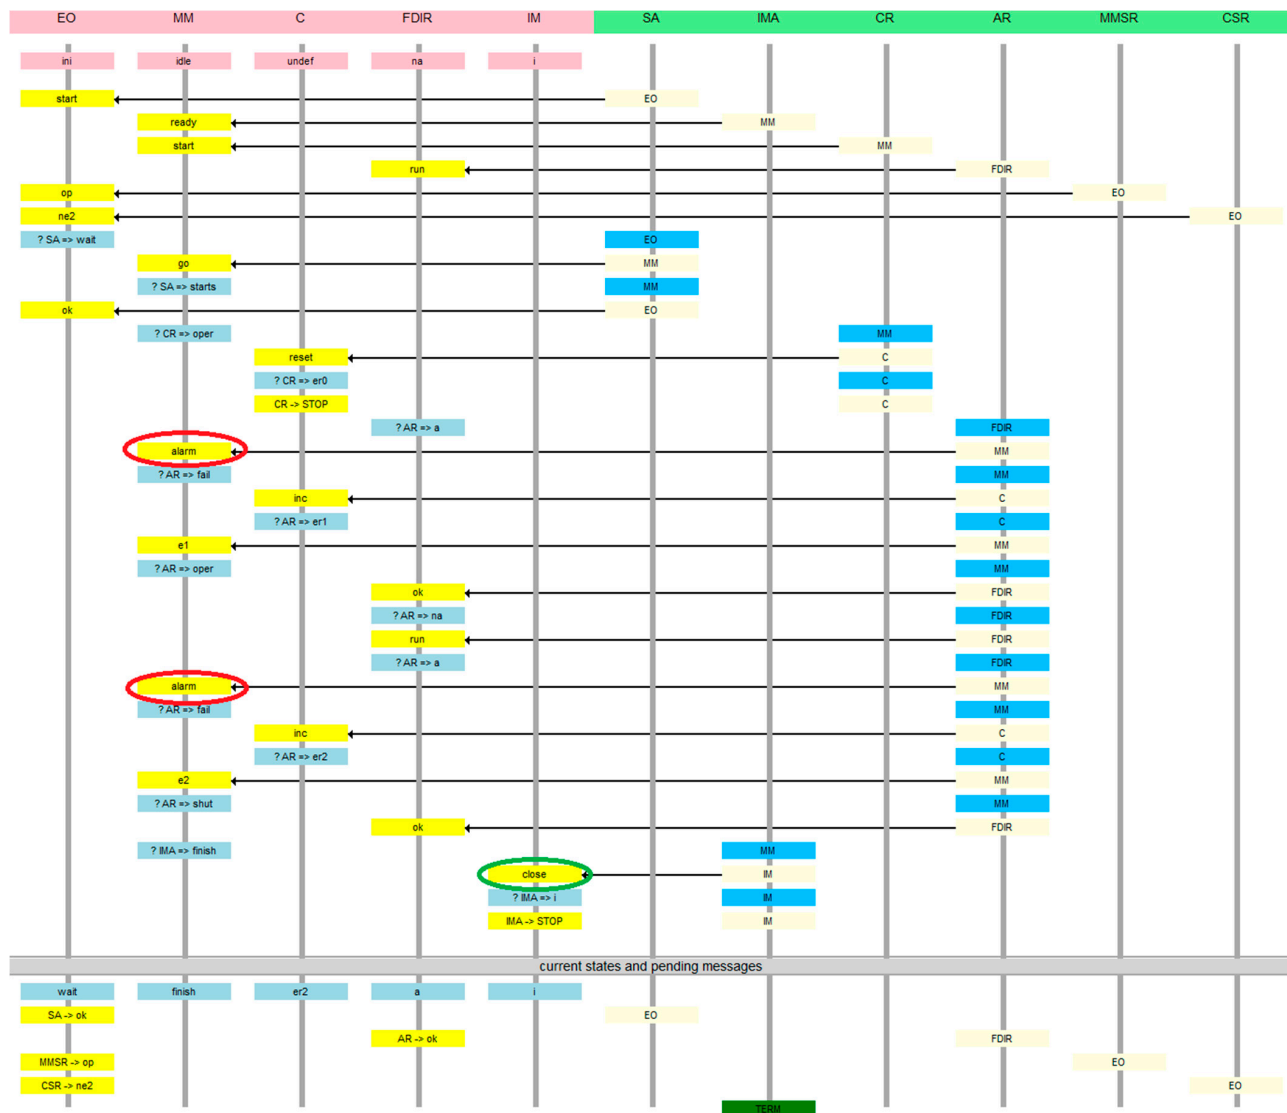 EO MM C FDIR IM SA IMA CR AR MMSR CSR
ini idle undef na i
start EO
ready MM
start MM
run FDIR
op EO
ne2 EO
? SA => wait EO
go MM
? SA => starts MM
ok EO
? CR => oper MM
reset C
? CR => er0 C
CR -> STOP C
? AR => a FDIR
alarm MM
? AR => fail MM
inc C
? AR => er1 C
e1 MM
? AR => oper MM
ok FDIR
? AR => na FDIR
run FDIR
? AR => a FDIR
alarm MM
? AR => fail MM
inc C
? AR => er2 C
e2 MM
? AR => shut MM
ok FDIR
? IMA => finish MM
close IM
? IMA => i IM
IMA -> STOP IM
current states and pending messages
wait finish er2 a i
SA -> ok EO
AR -> ok FDIR
MMSR -> op EO
CSR -> ne2 EO
TERM